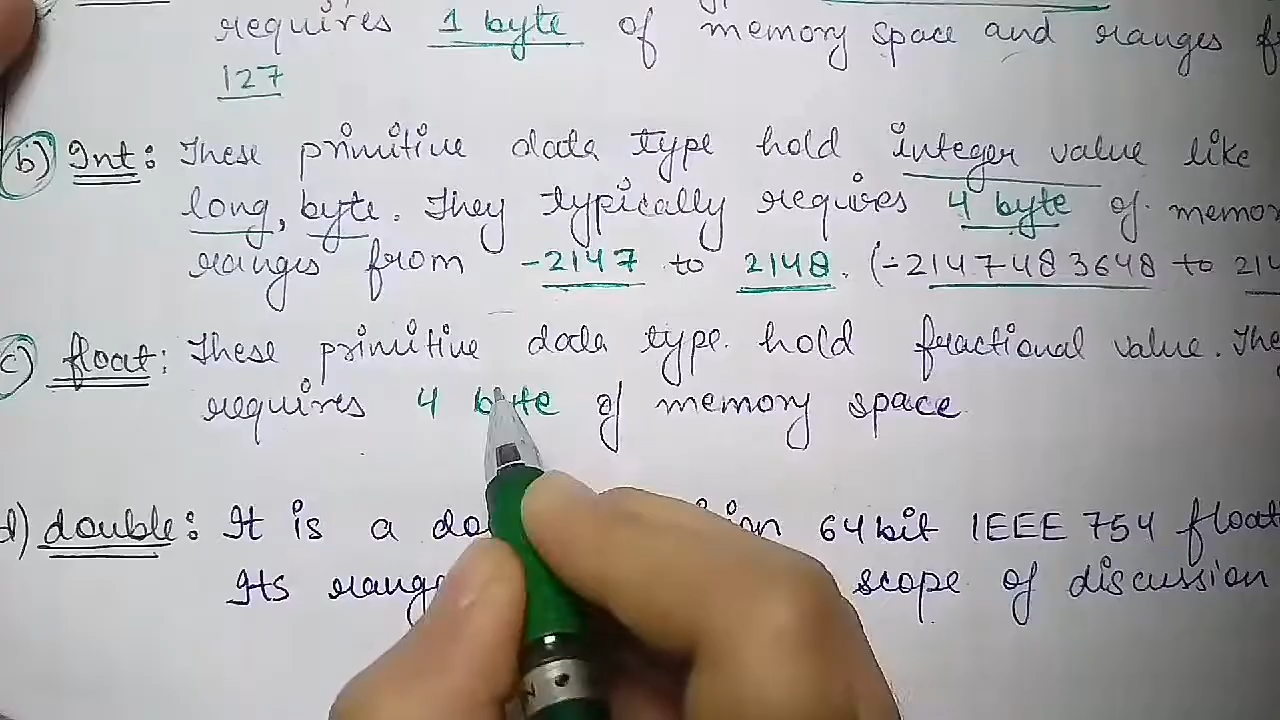 requires 1 byte of memory space and ranges
127
b) Int: These primitive data type hold integer value like
long, byte. They typically requires 4 byte of memor
ranges from -2147 to 2148. (-2147483648 to 214
c) float: These primitive data type hold fractional value. The
requires 4 byte of memory space
d) double: It is a 64 bit IEEE 754 float
Its range scope of discussion